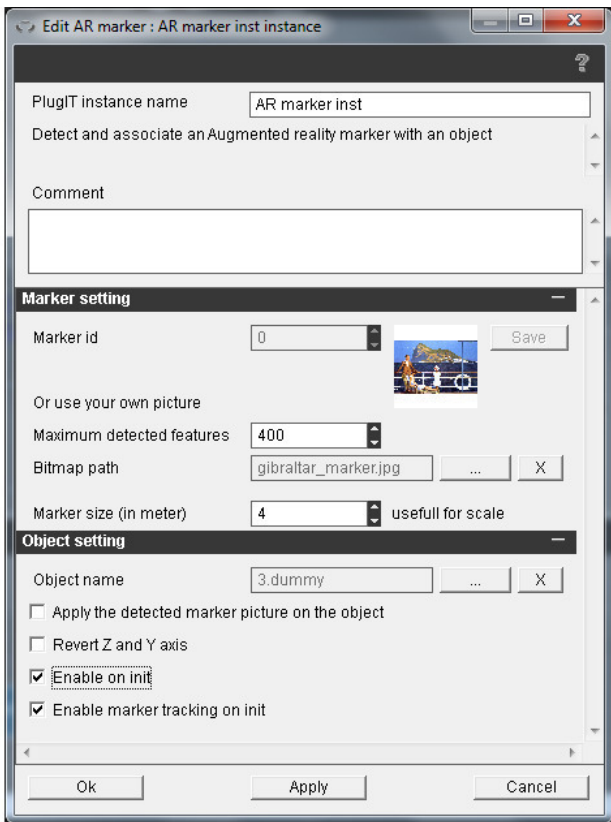 Edit AR marker : AR marker inst instance
?
PlugIT instance name AR marker inst
Detect and associate an Augmented reality marker with an object
Comment
Marker setting
Marker id 0 Save
Or use your own picture
Maximum detected features 400
Bitmap path gibraltar_marker.jpg ... X
Marker size (in meter) 4 usefull for scale
Object setting
Object name 3.dummy ... X
Apply the detected marker picture on the object
Revert Z and Y axis
Enable on init
Enable marker tracking on init
Ok Apply Cancel